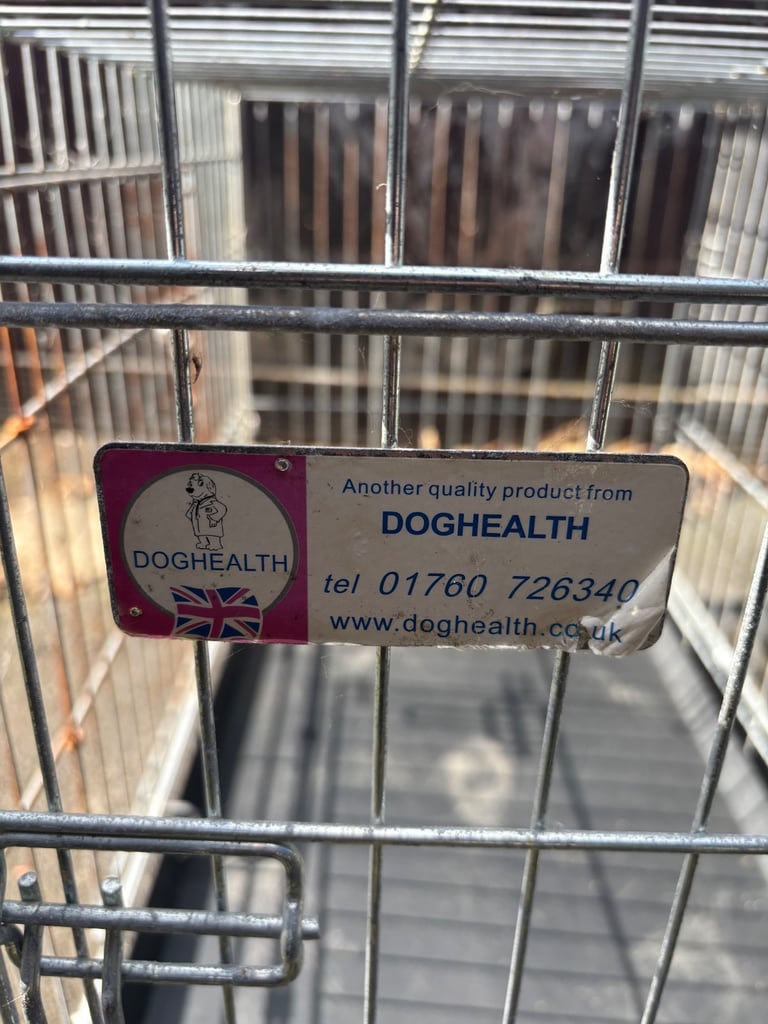 DOGHEALTH
Another quality product from
DOGHEALTH
tel 01760 726340
www.doghealth.co.uk